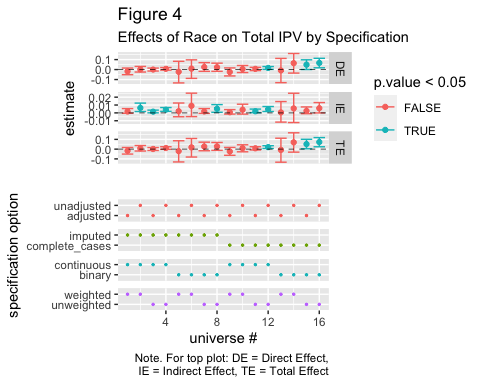 Figure 4
Effects of Race on Total IPV by Specification
0.1
0.0
-0.1
DE
0.02
0.01
0.00
-0.01
IE
0.1
0.0
-0.1
TE
estimate
p.value < 0.05
FALSE
TRUE
unadjusted
adjusted
imputed
complete_cases
continuous
binary
weighted
unweighted
specification option
4 8 12 16
universe #
Note. For top plot: DE = Direct Effect,
IE = Indirect Effect, TE = Total Effect